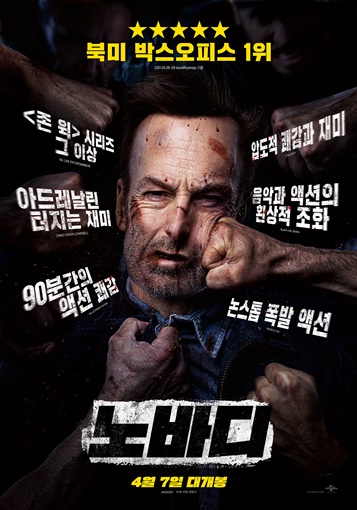 북미 박스오피스 1위
<존 윅> 시리즈
그 이상
압도적 쾌감과 재미
아드레날린
터지는 재미
음악과 액션의
환상적 조화
90분간의
액션 쾌감
논스톱 폭발 액션
노바디
4월 7일 대개봉